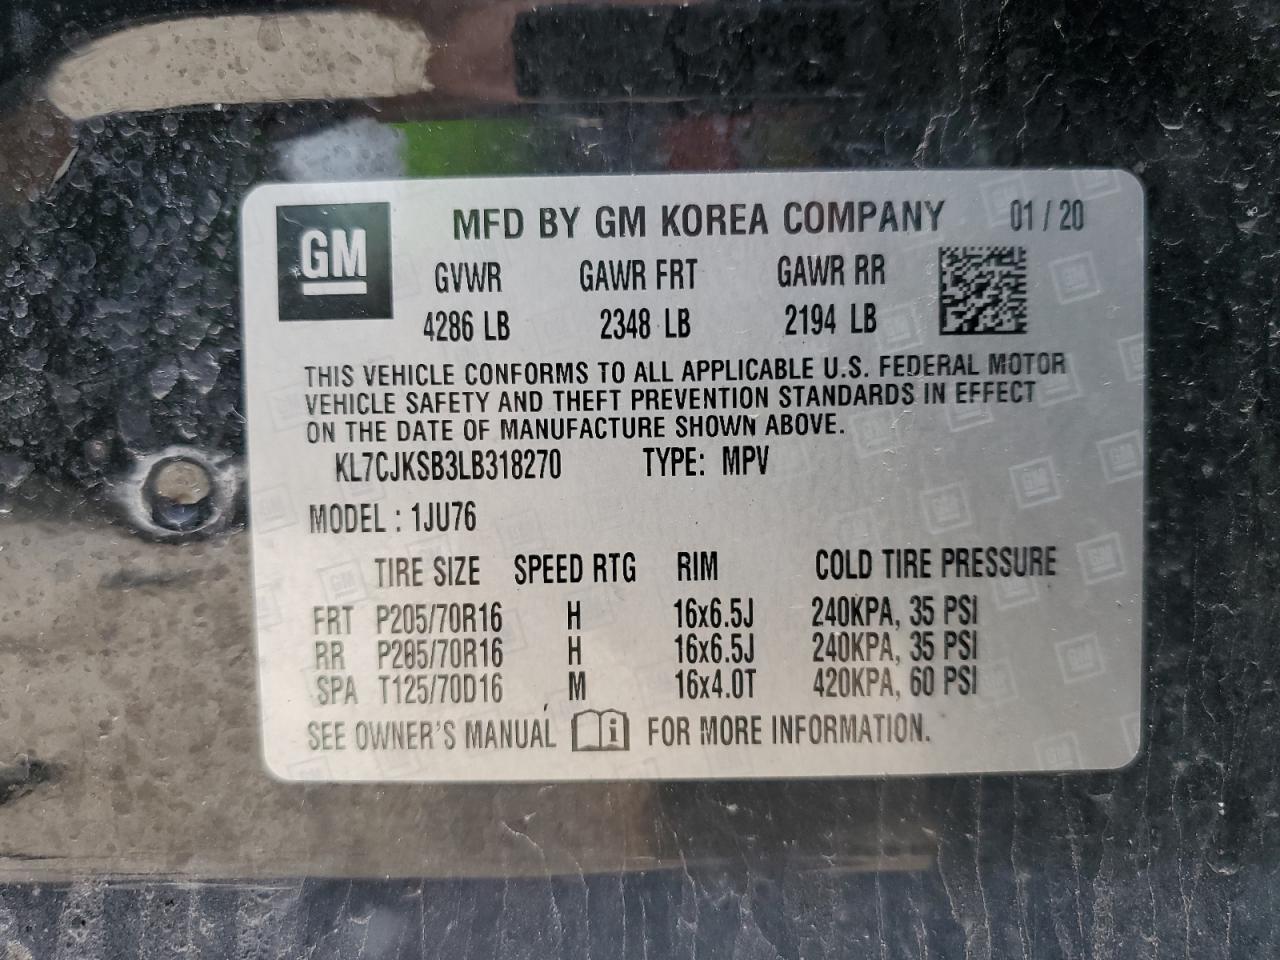 GM MFD BY GM KOREA COMPANY 01 / 20
GVWR GAWR FRT GAWR RR
4286 LB 2348 LB 2194 LB
THIS VEHICLE CONFORMS TO ALL APPLICABLE U.S. FEDERAL MOTOR
VEHICLE SAFETY AND THEFT PREVENTION STANDARDS IN EFFECT
ON THE DATE OF MANUFACTURE SHOWN ABOVE.
KL7CJKSB3LB318270 TYPE: MPV
MODEL : 1JU76
TIRE SIZE SPEED RTG RIM COLD TIRE PRESSURE
FRT P205/70R16 H 16x6.5J 240KPA, 35 PSI
RR P205/70R16 H 16x6.5J 240KPA, 35 PSI
SPA T125/70D16 M 16x4.0T 420KPA, 60 PSI
SEE OWNER'S MANUAL i FOR MORE INFORMATION.